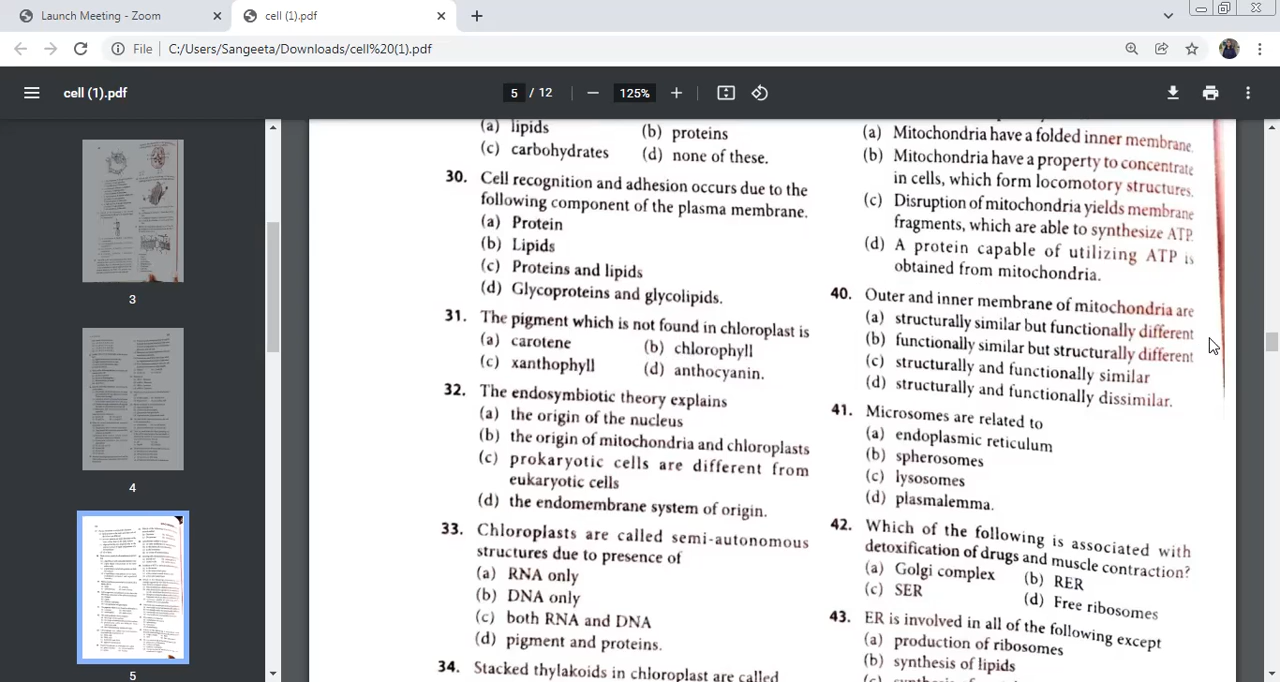 Launch Meeting - Zoom
cell (1).pdf
File
C:/Users/Sangeeta/Downloads/cell%20(1).pdf
cell (1).pdf
5 / 12
125%
3
4
5
(a) lipids (b) proteins
(c) carbohydrates (d) none of these.
30. Cell recognition and adhesion occurs due to the
following component of the plasma membrane.
(a) Protein
(b) Lipids
(c) Proteins and lipids
(d) Glycoproteins and glycolipids.
31. The pigment which is not found in chloroplast is
(a) carotene (b) chlorophyll
(c) xanthophyll (d) anthocyanin.
32. The endosymbiotic theory explains
(a) the origin of the nucleus
(b) the origin of mitochondria and chloroplasts
(c) prokaryotic cells are different from
eukaryotic cells
(d) the endomembrane system of origin.
33. Chloroplast are called semi-autonomous
structures due to presence of
(a) RNA only
(b) DNA only
(c) both RNA and DNA
(d) pigment and proteins.
34. Stacked thylakoids in chloroplast are called
(a) Mitochondria have a folded inner membrane.
(b) Mitochondria have a property to concentrate
in cells, which form locomotory structures.
(c) Disruption of mitochondria yields membrane
fragments, which are able to synthesize ATP.
(d) A protein capable of utilizing ATP is
obtained from mitochondria.
40. Outer and inner membrane of mitochondria are
(a) structurally similar but functionally different
(b) functionally similar but structurally different
(c) structurally and functionally similar
(d) structurally and functionally dissimilar.
41. Microsomes are related to
(a) endoplasmic reticulum
(b) spherosomes
(c) lysosomes
(d) plasmalemma.
42. Which of the following is associated with
detoxification of drugs and muscle contraction?
(a) Golgi complex (b) RER
(c) SER (d) Free ribosomes
43. ER is involved in all of the following except
(a) production of ribosomes
(b) synthesis of lipids